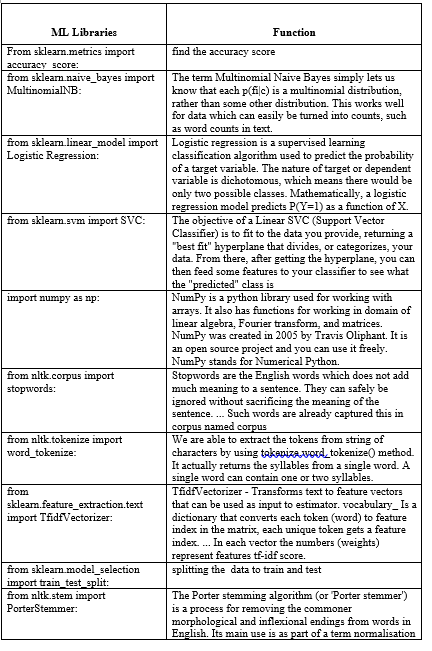 ML Libraries
Function
From sklearn.metrics import
accuracy_score:
find the accuracy score
from sklearn.naive_bayes import
MultinomialNB:
The term Multinomial Naive Bayes simply lets us
know that each p(fi|c) is a multinomial distribution,
rather than some other distribution. This works well
for data which can easily be turned into counts, such
as word counts in text.
from sklearn.linear_model import
Logistic Regression:
Logistic regression is a supervised learning
classification algorithm used to predict the probability
of a target variable. The nature of target or dependent
variable is dichotomous, which means there would be
only two possible classes. Mathematically, a logistic
regression model predicts P(Y=1) as a function of X.
from sklearn.svm import SVC:
The objective of a Linear SVC (Support Vector
Classifier) is to fit to the data you provide, returning a
"best fit" hyperplane that divides, or categorizes, your
data. From there, after getting the hyperplane, you can
then feed some features to your classifier to see what
the "predicted" class is
import numpy as np:
NumPy is a python library used for working with
arrays. It also has functions for working in domain of
linear algebra, Fourier transform, and matrices.
NumPy was created in 2005 by Travis Oliphant. It is
an open source project and you can use it freely.
NumPy stands for Numerical Python.
from nltk.corpus import
stopwords:
Stopwords are the English words which does not add
much meaning to a sentence. They can safely be
ignored without sacrificing the meaning of the
sentence. ... Such words are already captured this in
corpus named corpus
from nltk.tokenize import
word_tokenize:
We are able to extract the tokens from string of
characters by using tokenize.word_tokenize() method.
It actually returns the syllables from a single word. A
single word can contain one or two syllables.
from
sklearn.feature_extraction.text
import TfidfVectorizer:
TfidfVectorizer - Transforms text to feature vectors
that can be used as input to estimator. vocabulary_ Is a
dictionary that converts each token (word) to feature
index in the matrix, each unique token gets a feature
index. ... In each vector the numbers (weights)
represent features tf-idf score.
from sklearn.model_selection
import train_test_split:
splitting the data to train and test
from nltk.stem import
PorterStemmer:
The Porter stemming algorithm (or 'Porter stemmer')
is a process for removing the commoner
morphological and inflexional endings from words in
English. Its main use is as part of a term normalisation